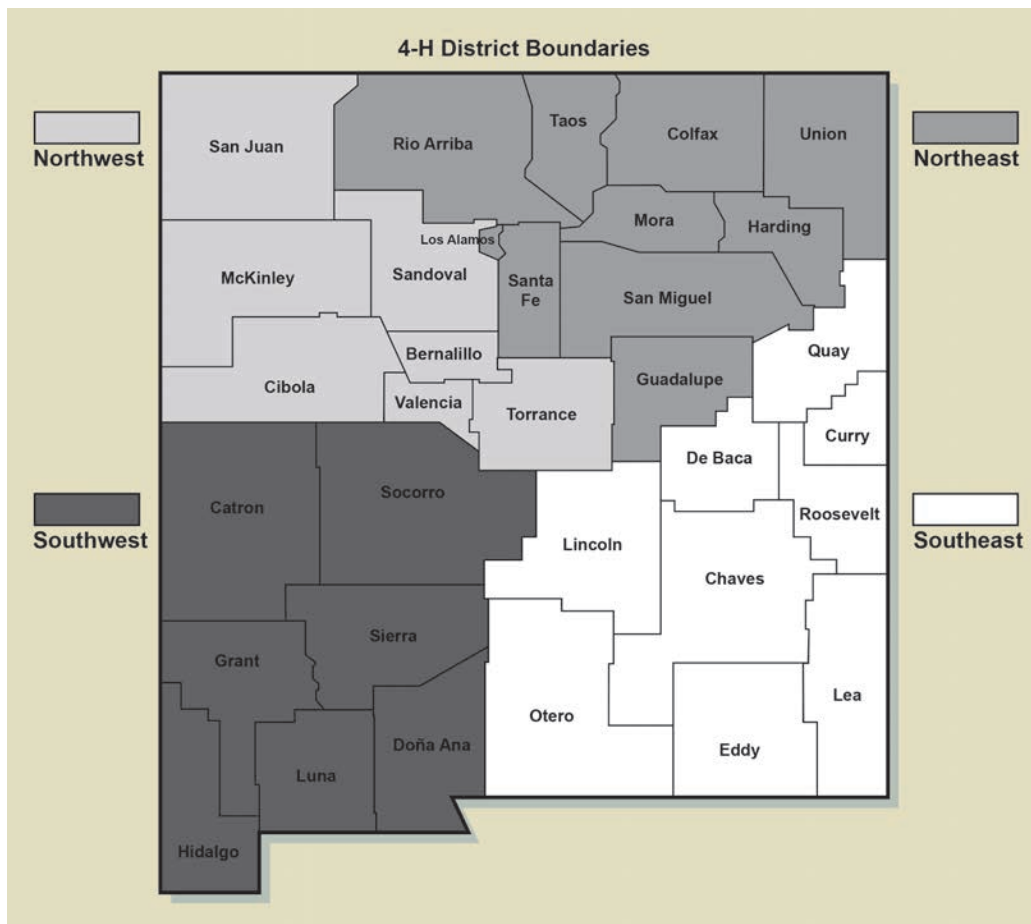 4-H District Boundaries
Northwest
Northeast
Southwest
Southeast
San Juan
Rio Arriba
Taos
Colfax
Union
Mora
Harding
Los Alamos
McKinley
Sandoval
Santa
Fe
San Miguel
Quay
Bernalillo
Guadalupe
Cibola
Valencia
Torrance
Curry
De Baca
Catron
Socorro
Roosevelt
Lincoln
Chaves
Sierra
Grant
Lea
Otero
Doña Ana
Eddy
Luna
Hidalgo